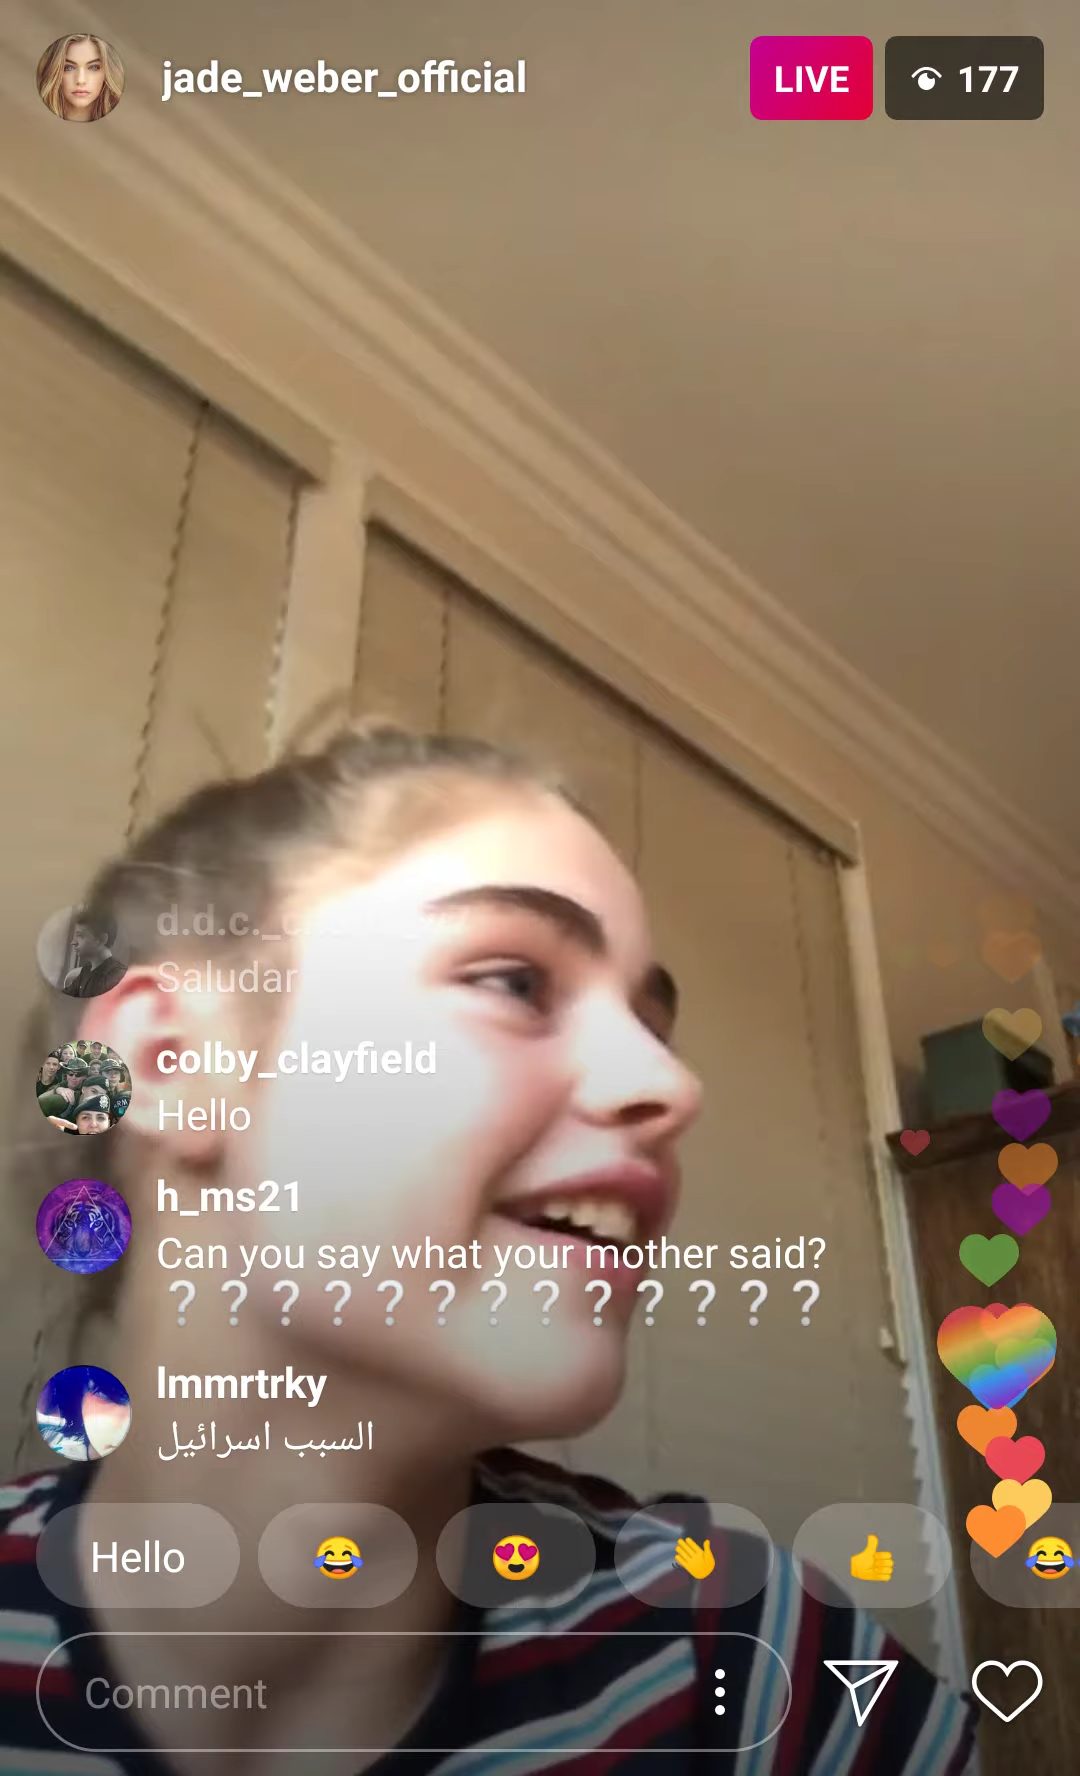 jade_weber_official
LIVE
177
Saludar
colby_clayfield
Hello
h_ms21
Can you say what your mother said?
❔❔❔❔❔❔❔❔❔❔❔❔❔
lmmrtrky
السبب اسرائيل
Hello 😂 😍 👋 👍 😂
Comment